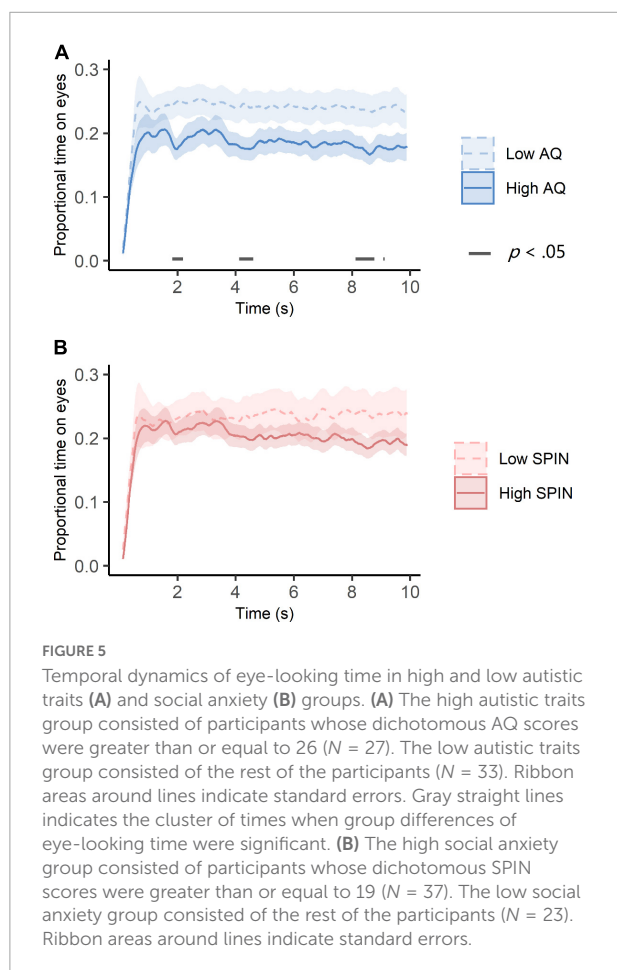 A
0.3
0.2
0.1
0.0
Proportional time on eyes
2 4 6 8 10
Time (s)
Low AQ
High AQ
p < .05
B
0.3
0.2
0.1
0.0
Proportional time on eyes
2 4 6 8 10
Time (s)
Low SPIN
High SPIN
FIGURE 5
Temporal dynamics of eye-looking time in high and low autistic
traits (A) and social anxiety (B) groups. (A) The high autistic traits
group consisted of participants whose dichotomous AQ scores
were greater than or equal to 26 (N = 27). The low autistic traits
group consisted of the rest of the participants (N = 33). Ribbon
areas around lines indicate standard errors. Gray straight lines
indicates the cluster of times when group differences of
eye-looking time were significant. (B) The high social anxiety
group consisted of participants whose dichotomous SPIN
scores were greater than or equal to 19 (N = 37). The low social
anxiety group consisted of the rest of the participants (N = 23).
Ribbon areas around lines indicate standard errors.